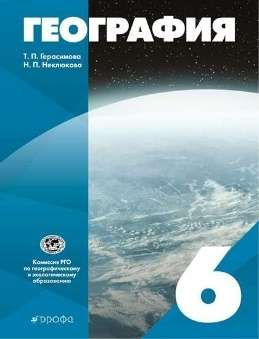 ГЕОГРАФИЯ
Т. П. Герасимова
Н. П. Неклюкова
Комиссия РГО
по географическому
и экологическому
образованию
6
дрофа